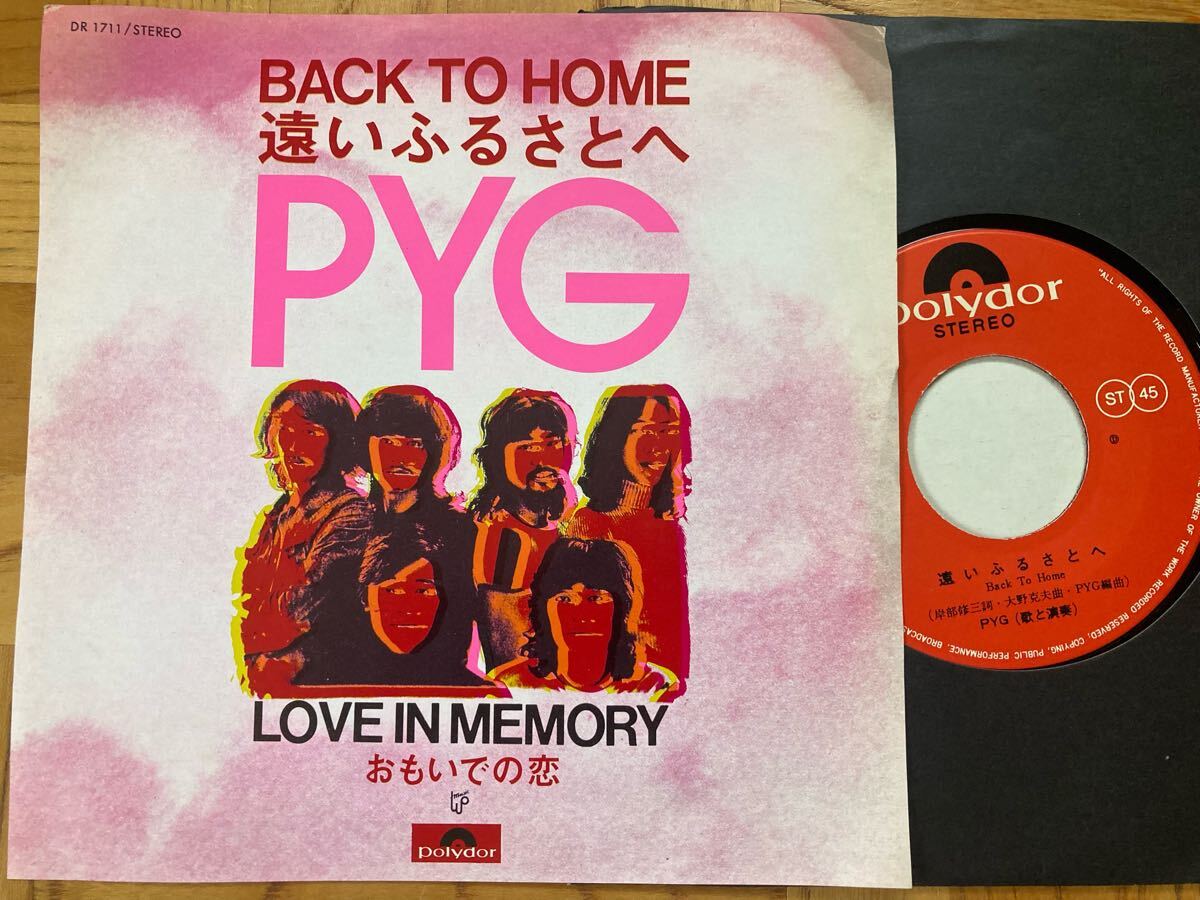 DR 1711/STEREO
BACK TO HOME
遠いふるさとへ
PYG
LOVE IN MEMORY
おもいでの恋
polydor
polydor
STEREO
ST 45
℗
遠いふるさとへ
Back To Home
(岸部修三詞・大野克夫曲・PYG編曲)
PYG (歌と演奏)
"ALL RIGHTS OF THE RECORD MANUFACTURER
OWNER OF THE WORK RECORDED RESERVED, COPYING, PUBLIC PERFORMANCE, BROADCAS